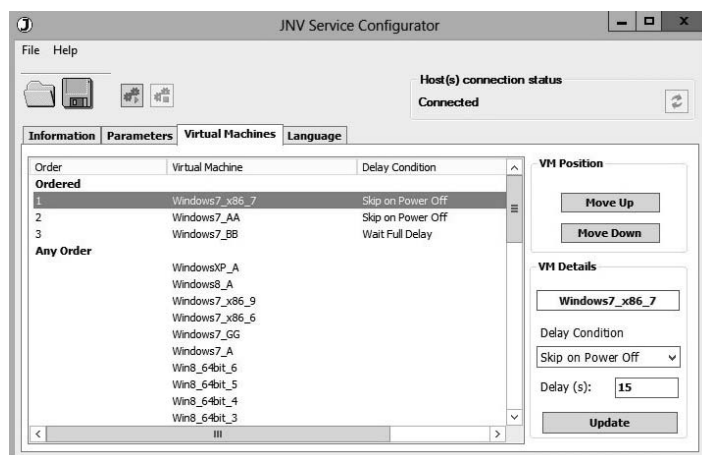 JNV Service Configurator
File Help
Host(s) connection status
Connected
Information Parameters Virtual Machines Language
Order Virtual Machine Delay Condition
Ordered
1 Windows7_x86_7 Skip on Power Off
2 Windows7_AA Skip on Power Off
3 Windows7_BB Wait Full Delay
Any Order
WindowsXP_A
Windows8_A
Windows7_x86_9
Windows7_x86_6
Windows7_GG
Windows7_A
Win8_64bit_6
Win8_64bit_5
Win8_64bit_4
Win8_64bit_3
VM Position
Move Up
Move Down
VM Details
Windows7_x86_7
Delay Condition
Skip on Power Off
Delay (s): 15
Update